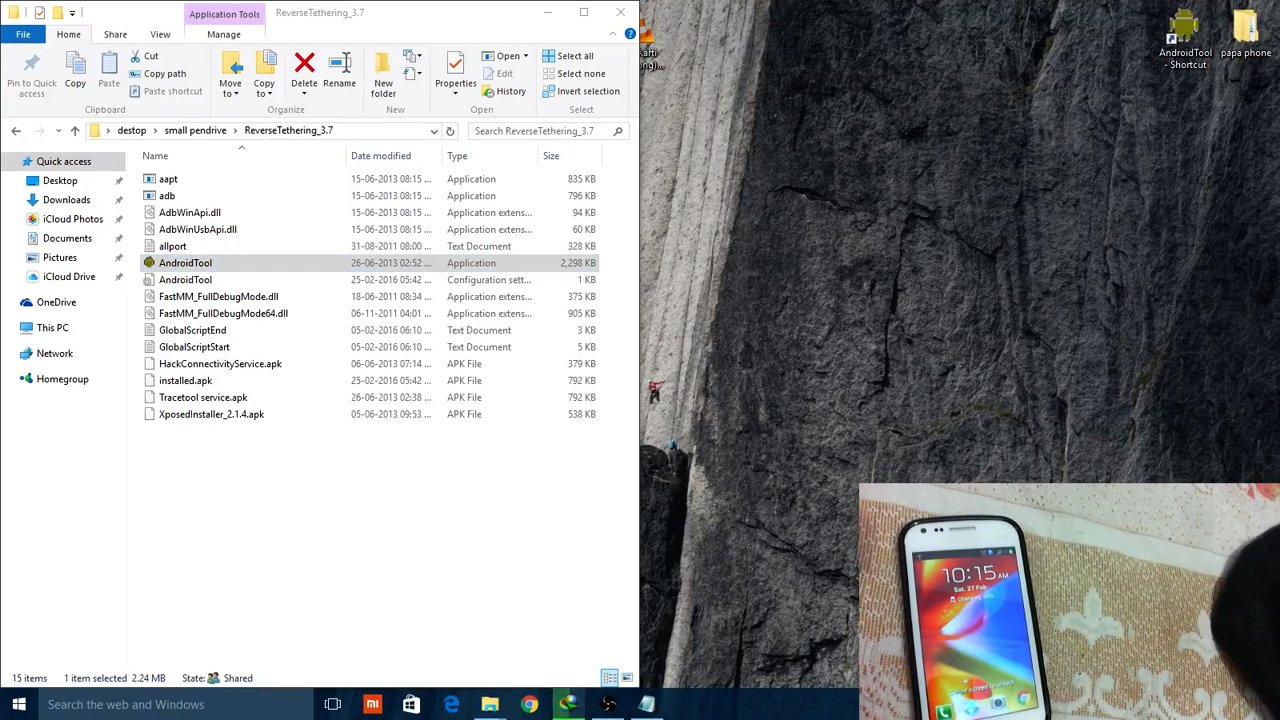 Application Tools
ReverseTethering_3.7
File
Home
Share
View
Manage
Pin to Quick access
Copy
Paste
Cut
Copy path
Paste shortcut
Move to
Copy to
Delete
Rename
New folder
Properties
Open
Edit
History
Select all
Select none
Invert selection
Clipboard
Organize
New
Open
Select
destop
small pendrive
ReverseTethering_3.7
Search ReverseTethering_3.7
Name Date modified Type Size
aapt 15-06-2013 08:15 ... Application 835 KB
adb 15-06-2013 08:15 ... Application 796 KB
AdbWinApi.dll 15-06-2013 08:15 ... Application extens... 94 KB
AdbWinUsbApi.dll 15-06-2013 08:15 ... Application extens... 60 KB
allport 31-08-2011 08:00 ... Text Document 328 KB
AndroidTool 26-06-2013 02:52 ... Application 2,298 KB
AndroidTool 25-02-2016 05:42 ... Configuration sett... 1 KB
FastMM_FullDebugMode.dll 18-06-2011 08:34 ... Application extens... 375 KB
FastMM_FullDebugMode64.dll 06-11-2011 04:01 ... Application extens... 905 KB
GlobalScriptEnd 05-02-2016 06:10 ... Text Document 3 KB
GlobalScriptStart 05-02-2016 06:10 ... Text Document 5 KB
HackConnectivityService.apk 06-06-2013 07:14 ... APK File 379 KB
installed.apk 25-02-2016 05:42 ... APK File 792 KB
Tracetool service.apk 26-06-2013 02:38 ... APK File 792 KB
XposedInstaller_2.1.4.apk 05-06-2013 09:53 ... APK File 538 KB
Quick access
Desktop
Downloads
iCloud Photos
Documents
Pictures
iCloud Drive
OneDrive
This PC
Network
Homegroup
15 items 1 item selected 2.24 MB State: Shared
Search the web and Windows
AndroidTool
- Shortcut
papa phone
10:15 AM
Sat, 27 Feb
Swipe screen to unlock